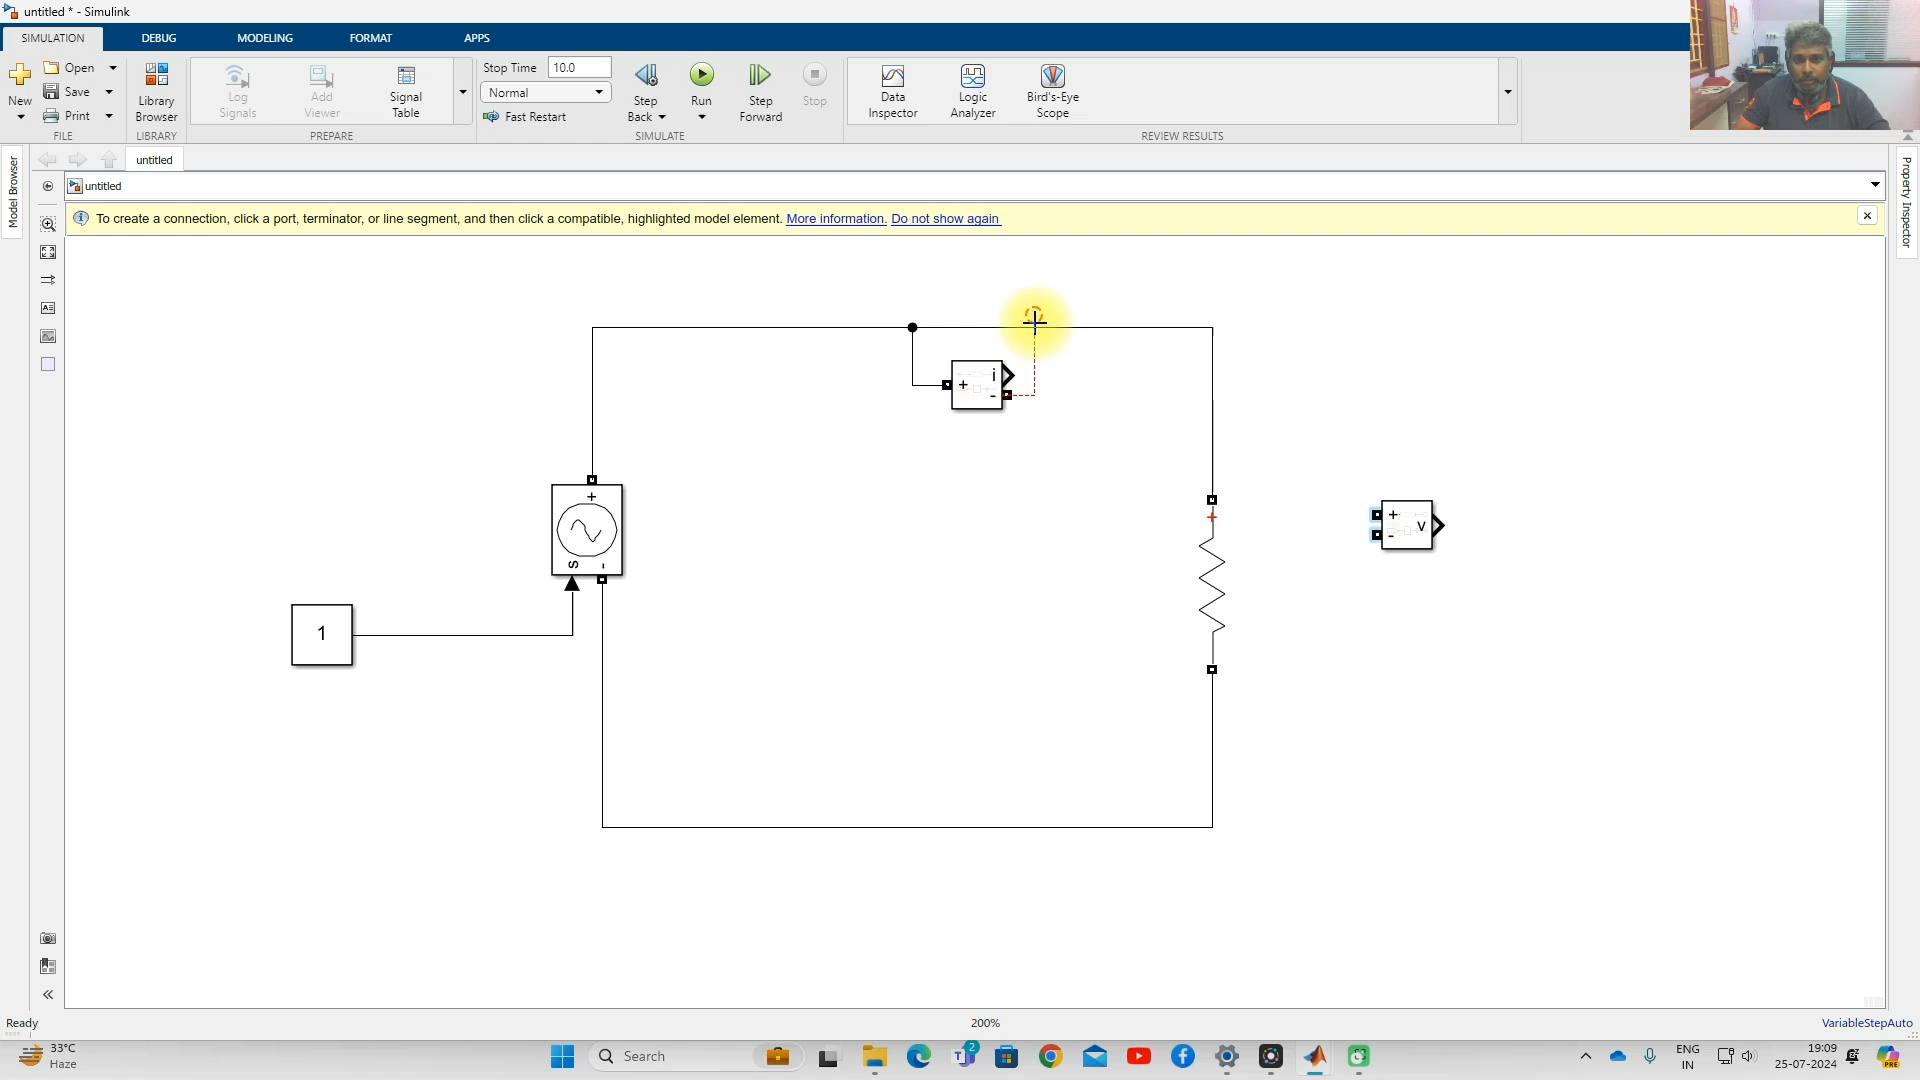 untitled * - Simulink
SIMULATION DEBUG MODELING FORMAT APPS
New
Open
Save
Print
FILE
Library
Browser
LIBRARY
Log
Signals
Add
Viewer
Signal
Table
PREPARE
Stop Time 10.0
Normal
Fast Restart
Step
Back
Run
Step
Forward
Stop
SIMULATE
Data
Inspector
Logic
Analyzer
Bird's-Eye
Scope
REVIEW RESULTS
Model Browser
untitled
untitled
Property Inspector
To create a connection, click a port, terminator, or line segment, and then click a compatible, highlighted model element. More information. Do not show again
i
+
-
+
S -
+
+ v
-
1
Ready 200% VariableStepAuto
33°C
Haze
Search
2
ENG
IN
19:09
25-07-2024
PRE